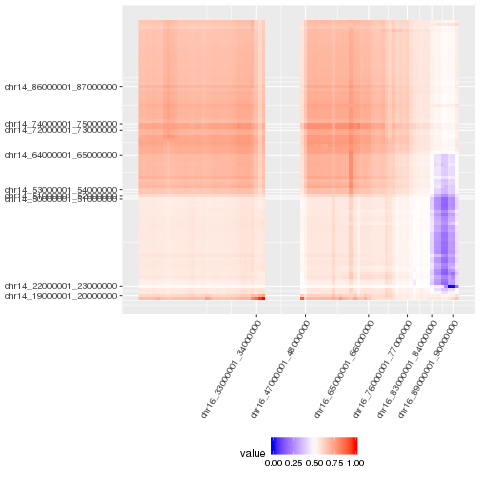 chr14_86000001_87000000
chr14_74000001_75000000
chr14_72000001_73000000
chr14_64000001_65000000
chr14_53000001_54000000
chr14_22000001_23000000
chr14_19000001_20000000
chr16_33000001_34000000
chr16_47000001_48000000
chr16_65000001_66000000
chr16_76000001_77000000
chr16_83000001_84000000
chr16_89000001_90000000
value
0.00 0.25 0.50 0.75 1.00